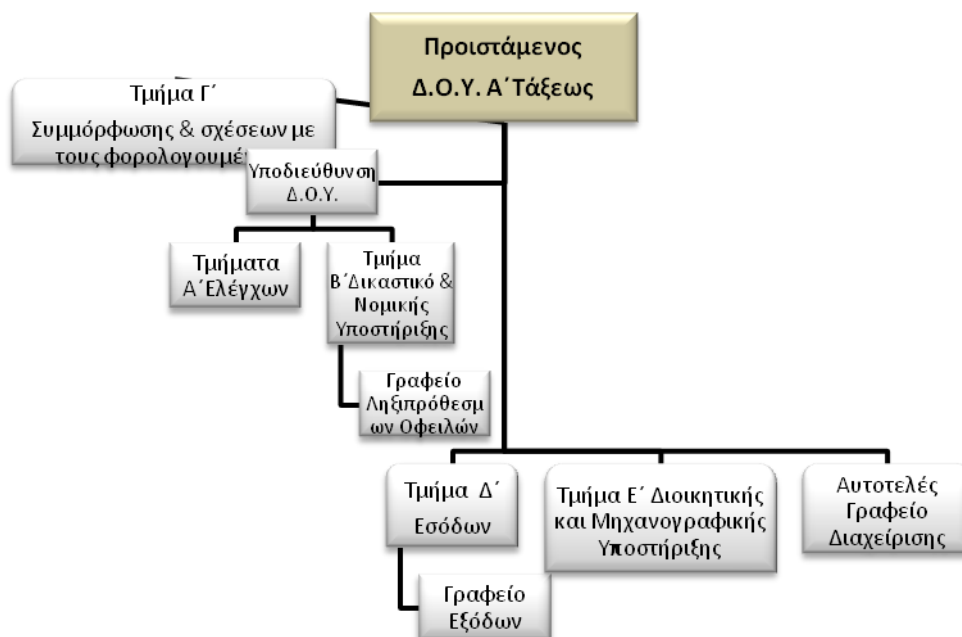 Προιστάμενος
Δ.Ο.Υ. Α΄Τάξεως
Τμήμα Γ΄
Συμμόρφωσης & σχέσεων με
τους
Υποδιεύθυνση
Δ.Ο.Υ.
Τμήματα
Α΄Ελέγχων
Τμήμα
Β΄Δικαστικό &
Νομικής
Υποστήριξης
Γραφείο
Ληξιπρόθεσμ
ων Οφειλών
Τμήμα Δ΄
Εσόδων
Γραφείο
Εξόδων
Τμήμα Ε΄ Διοικητικής
και Μηχανογραφικής
Υποστήριξης
Αυτοτελές
Γραφείο
Διαχείρισης